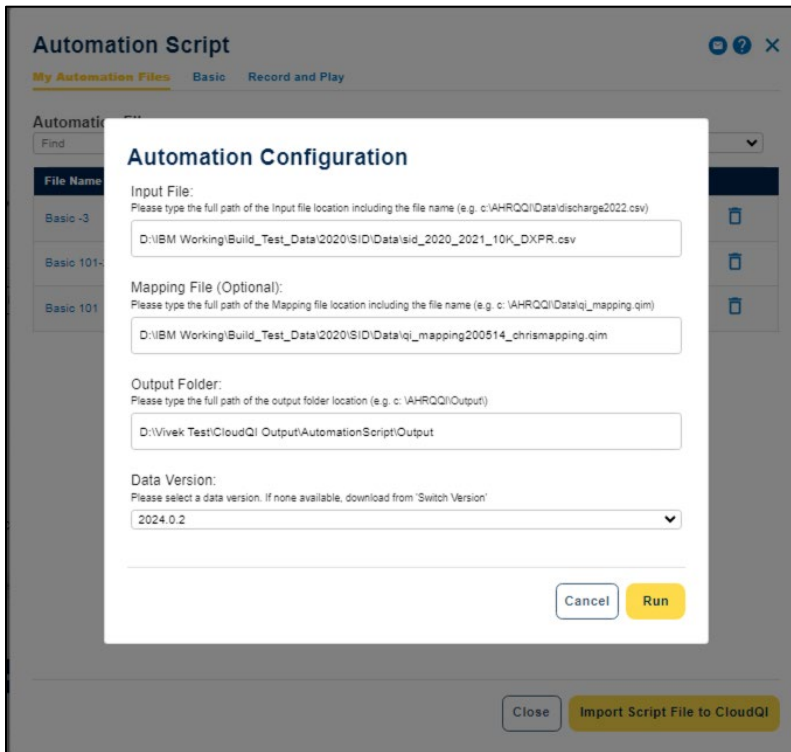 Automation Script
My Automation Files Basic Record and Play
Automatic
Find
File Name
Basic -3
Basic 101-
Basic 101
Automation Configuration
Input File:
Please type the full path of the Input file location including the file name (e.g. c:\AHRQQI\Data\discharge2022.csv)
D:\IBM Working\Build_Test_Data\2020\SID\Data\sid_2020_2021_10K_DXPR.csv
Mapping File (Optional):
Please type the full path of the Mapping file location including the file name (e.g. c: \AHRQQI\Data\qi_mapping.qim)
D:\IBM Working\Build_Test_Data\2020\SID\Data\qi_mapping200514_chrismapping.qim
Output Folder:
Please type the full path of the output folder location (e.g. c: \AHRQQI\Output\)
D:\Vivek Test\CloudQI Output\AutomationScript\Output
Data Version:
Please select a data version. If none available, download from 'Switch Version'
2024.0.2
Cancel Run
Close Import Script File to CloudQI